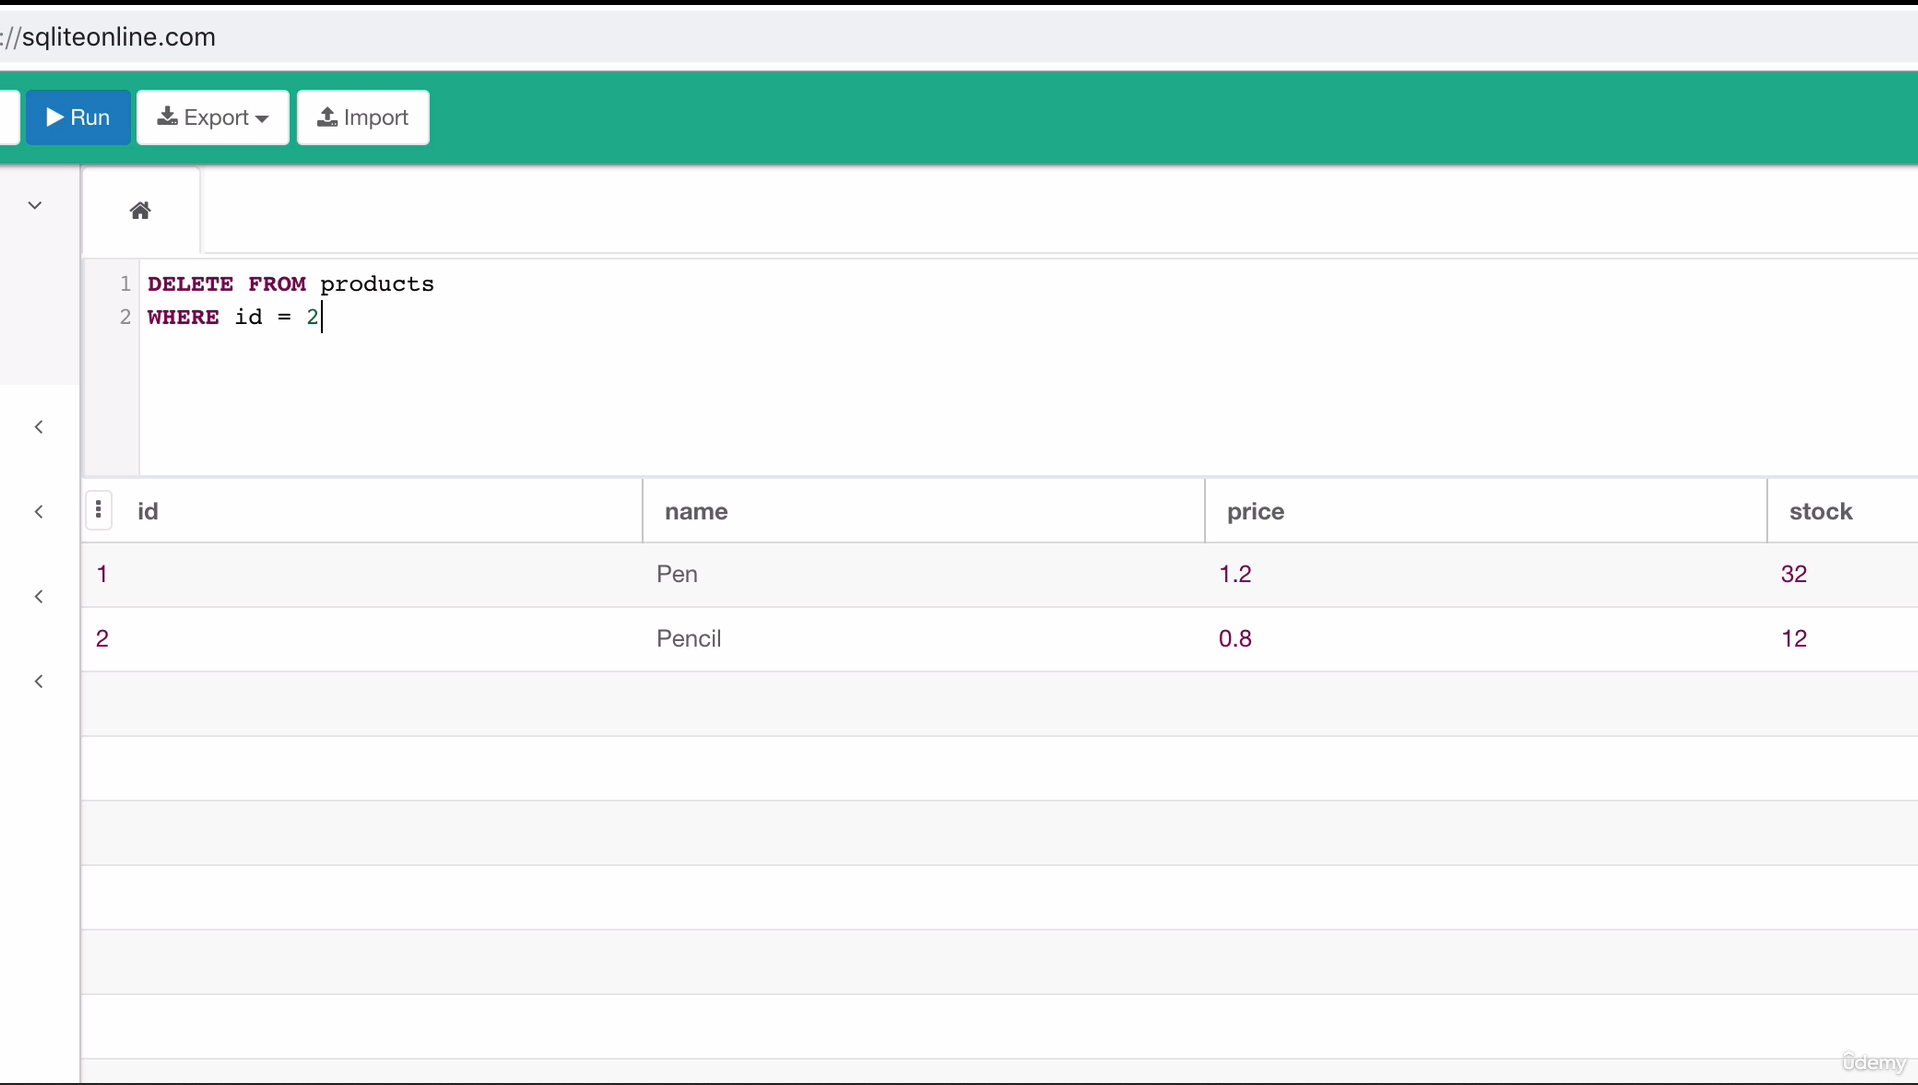 ://sqliteonline.com
Run Export Import
1 DELETE FROM products
2 WHERE id = 2
id name price stock
1 Pen 1.2 32
2 Pencil 0.8 12
ûdemy